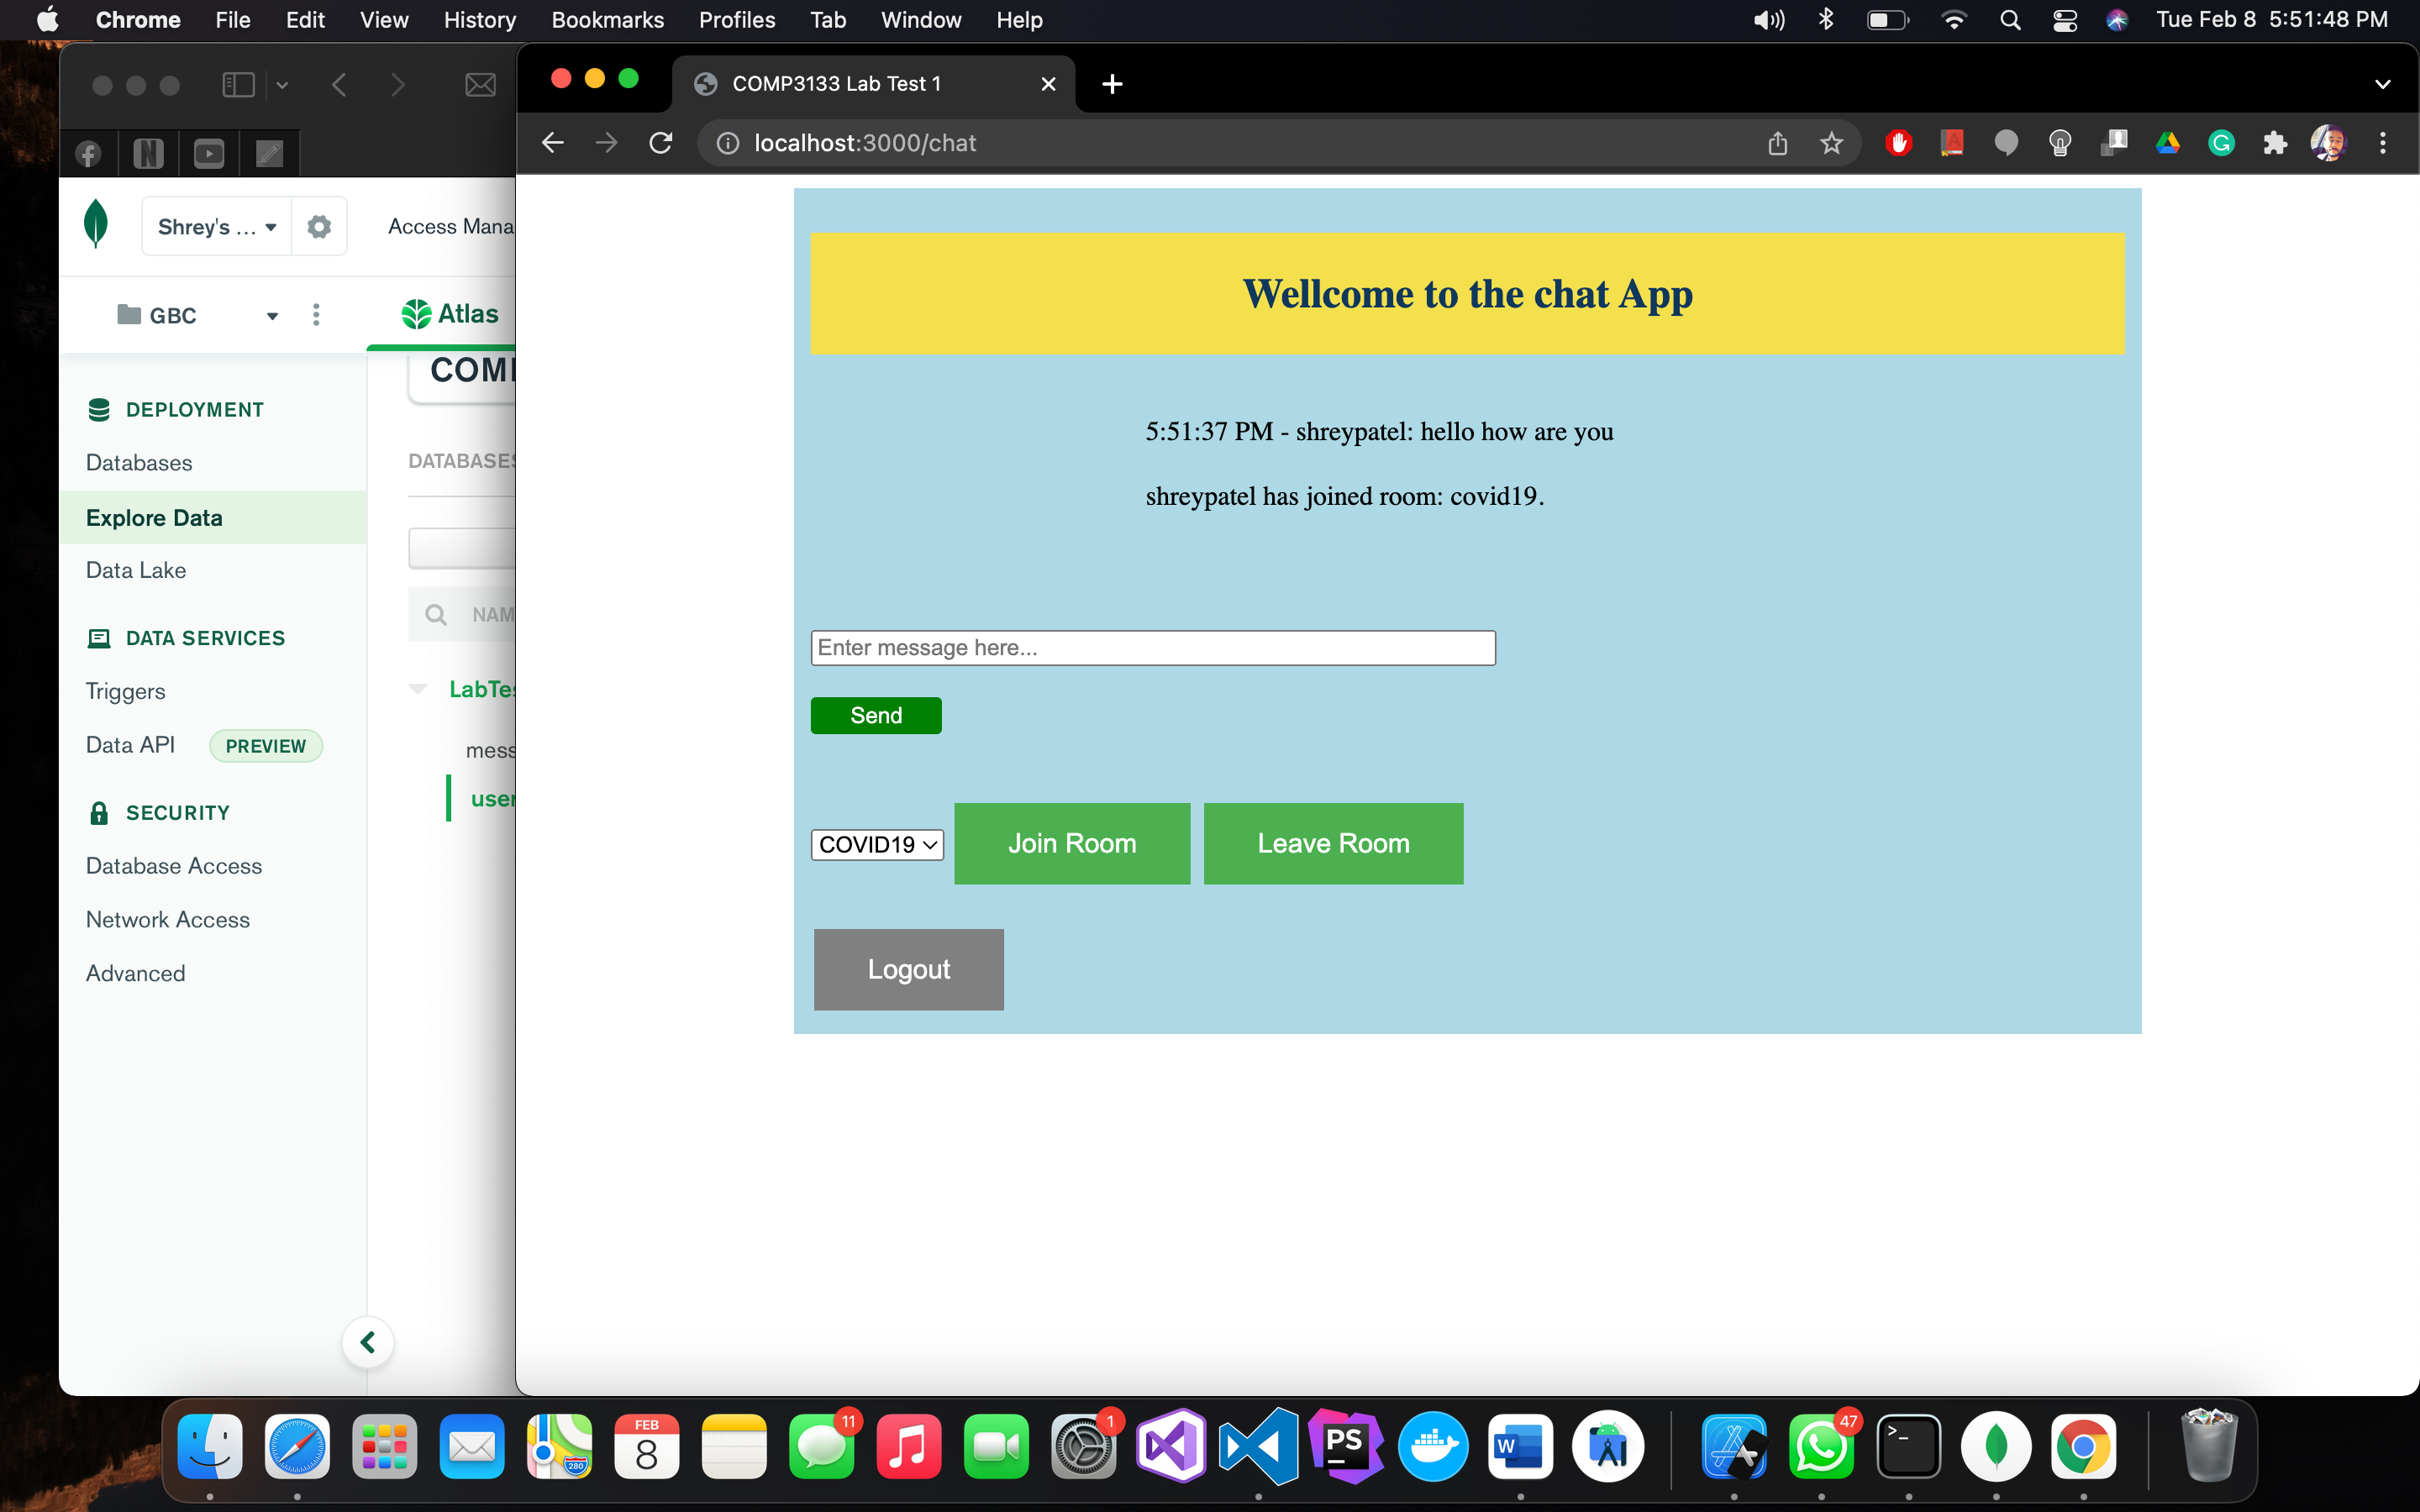 Chrome File Edit View History Bookmarks Profiles Tab Window Help Tue Feb 8 5:51:48 PM
COMP3133 Lab Test 1
localhost:3000/chat
Shrey's ...
Access Mana
GBC
Atlas
COM
DEPLOYMENT
Databases
Explore Data
Data Lake
DATA SERVICES
Triggers
Data API PREVIEW
SECURITY
Database Access
Network Access
Advanced
DATABASES
NAM
LabTes
mess
user
Wellcome to the chat App
5:51:37 PM - shreypatel: hello how are you
shreypatel has joined room: covid19.
Enter message here...
Send
COVID19 Join Room Leave Room
Logout
280
FEB
8
11
1
PS
W
47
>_